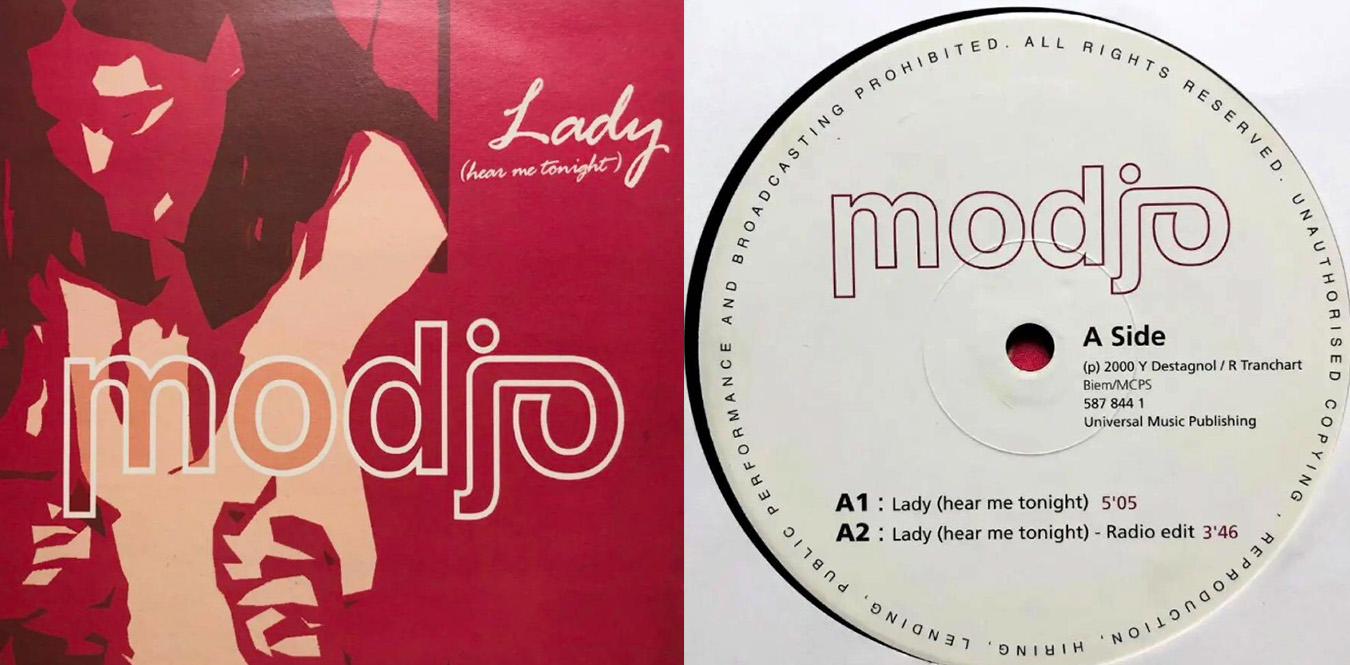 Lady
(hear me tonight)
modjo
PUBLIC PERFORMANCE AND BROADCASTING PROHIBITED. ALL RIGHTS RESERVED. UNAUTHORISED COPYING, REPRODUCTION, HIRING, LENDING,
modjo
A Side
(p) 2000 Y Destagnol / R Tranchart
Biem/MCPS
587 844 1
Universal Music Publishing
A1 : Lady (hear me tonight) 5'05
A2 : Lady (hear me tonight) - Radio edit 3'46